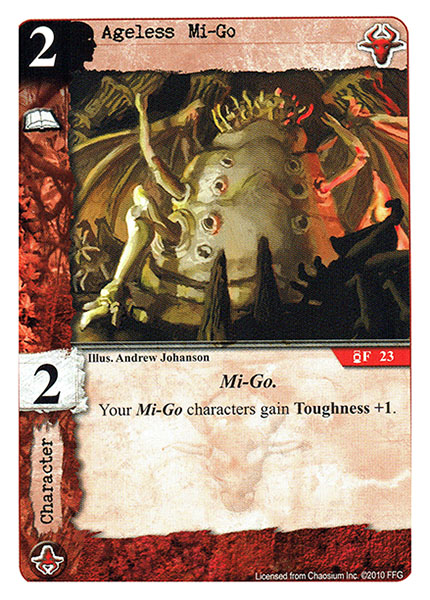 2
Ageless Mi-Go
Illus. Andrew Johanson
F 23
2
Mi-Go.
Your Mi-Go characters gain Toughness +1.
Character
Licensed from Chaosium Inc. ©2010 FFG